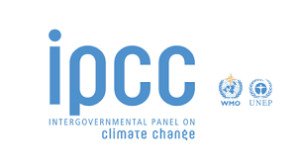 ipcc
INTERGOVERNMENTAL PANEL ON
climate change
WMO UNEP